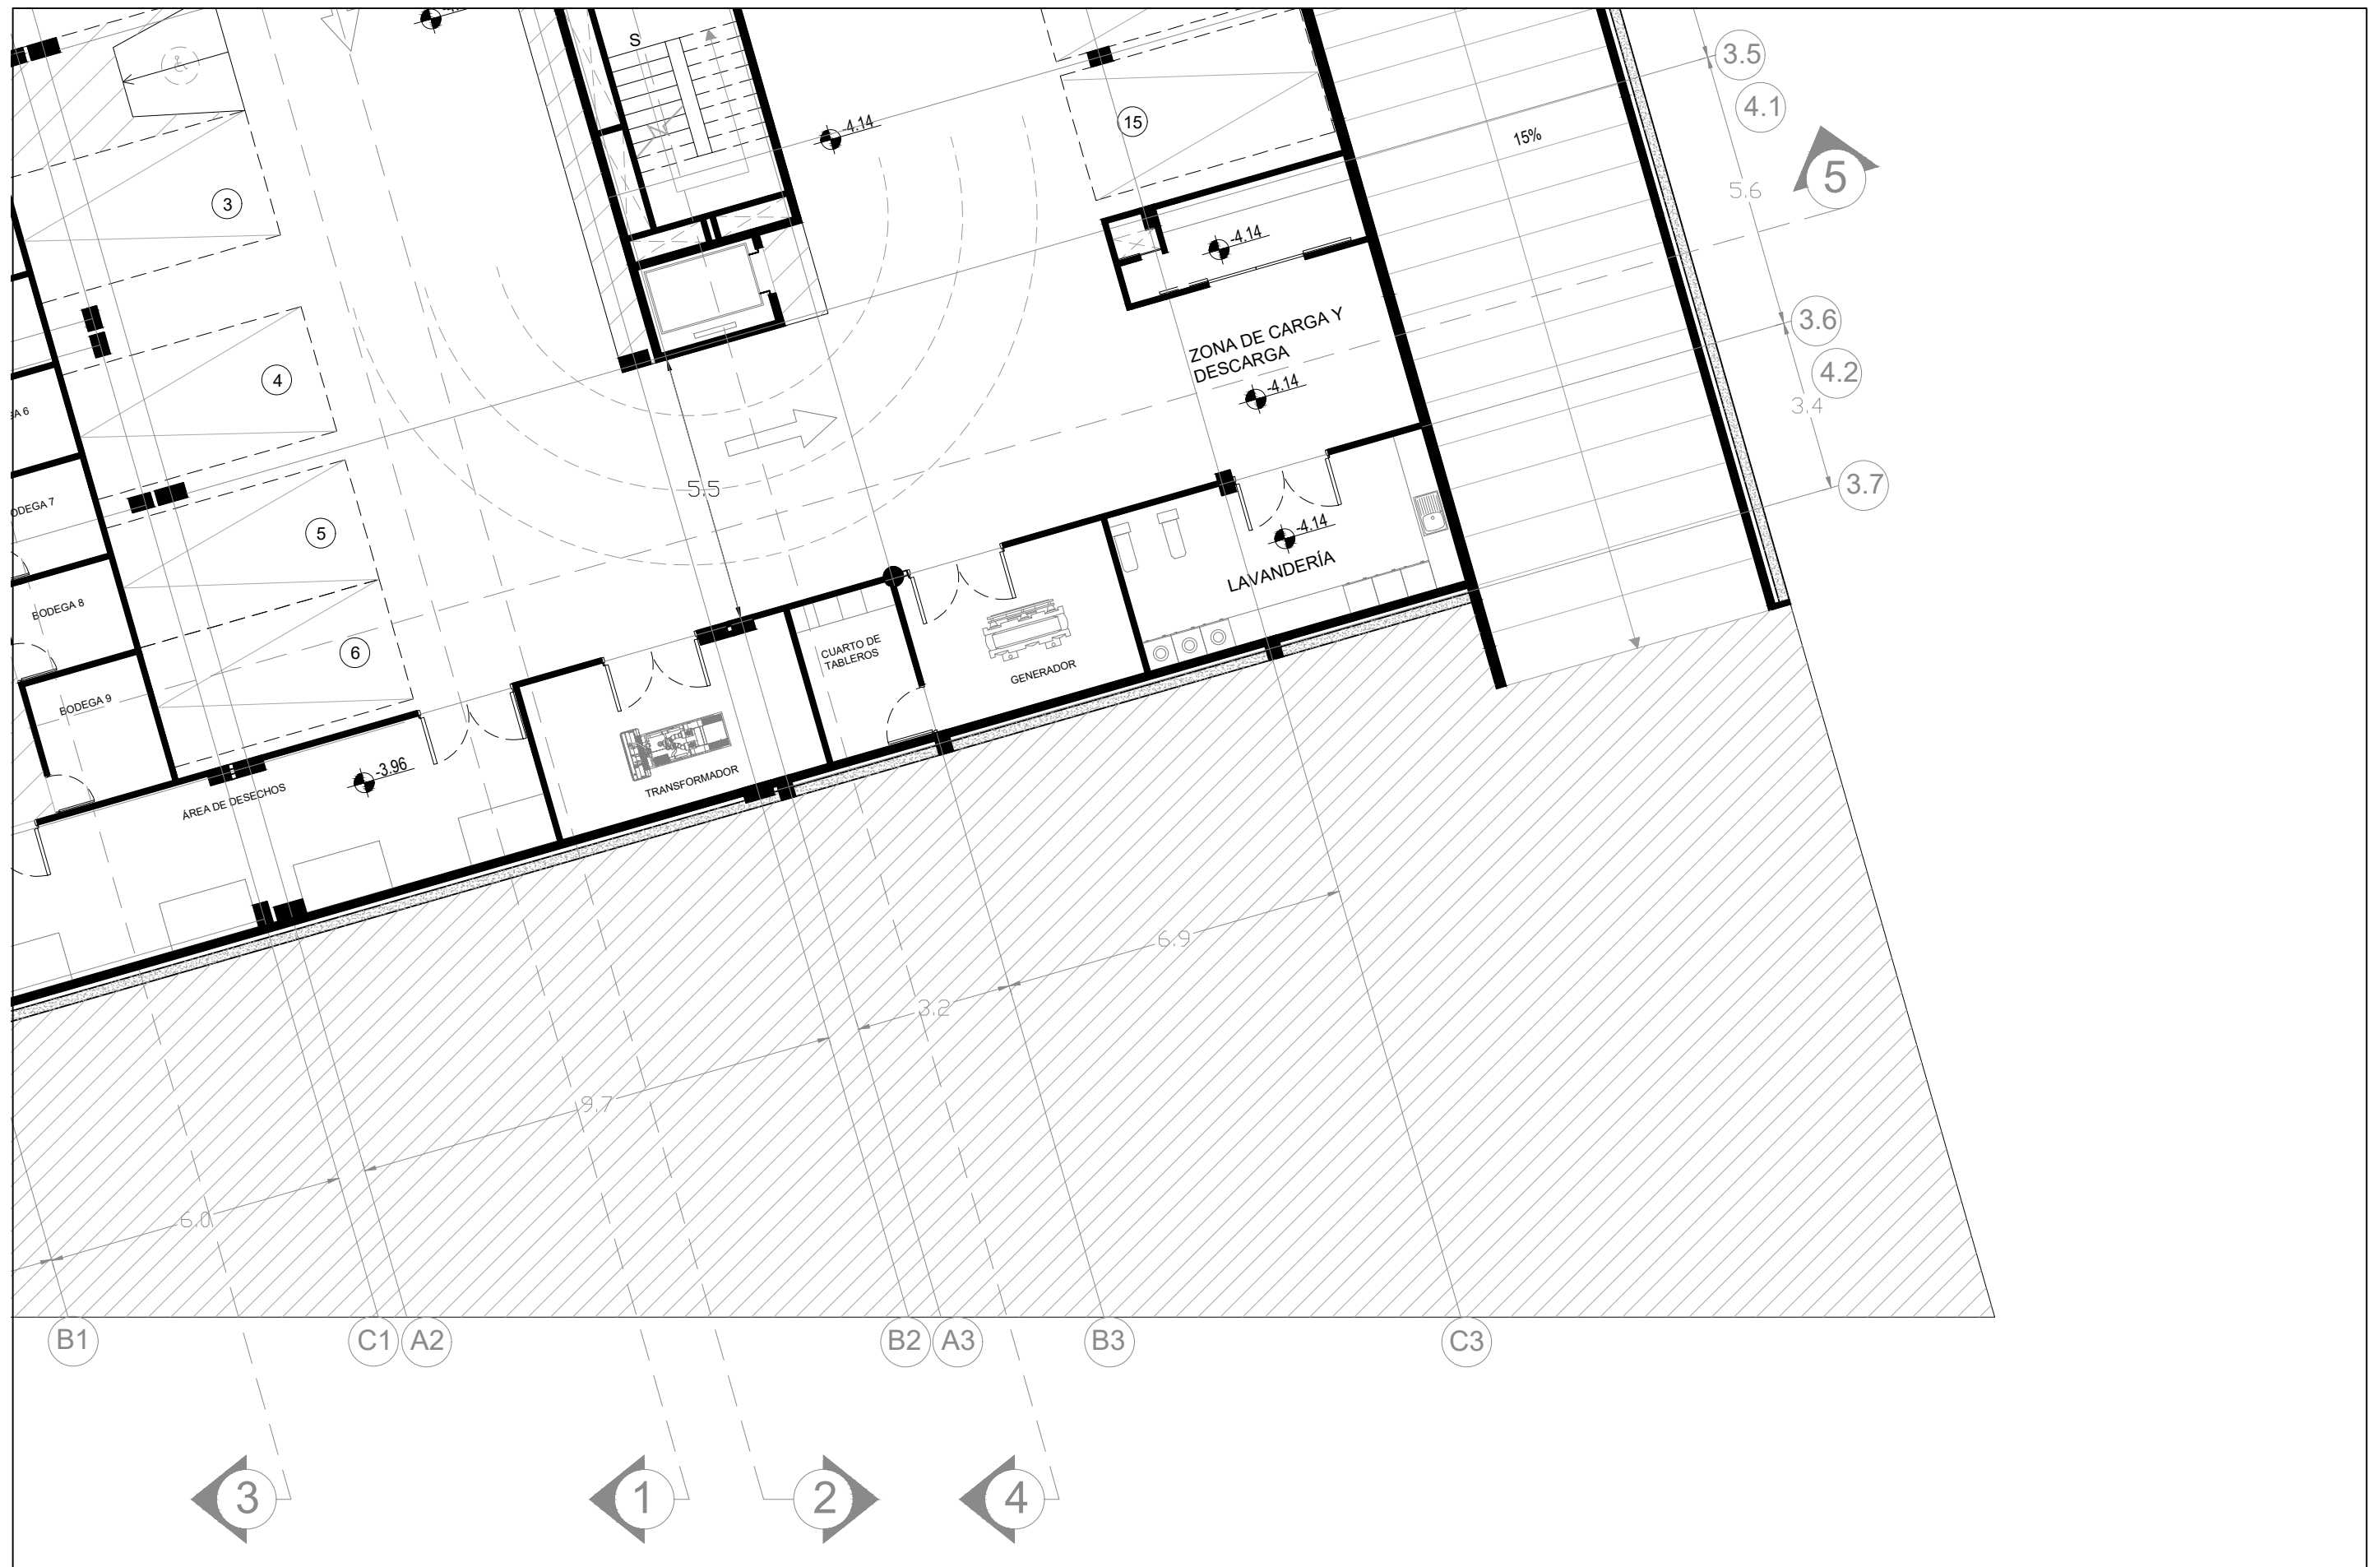 S
3.5
4.1
-4.14
15
15%
5
5.6
3
-4.14
3.6
ZONA DE CARGA Y
DESCARGA
4
4.2
-4.14
3.4
5.5
3.7
BODEGA 8
5
-4.14
LAVANDERÍA
CUARTO DE
TABLEROS
6
GENERADOR
BODEGA 9
-3.96
TRANSFORMADOR
ÁREA DE DESECHOS
6.9
3.2
9.7
6.0
B1
C1
A2
B2
A3
B3
C3
3
1
2
4